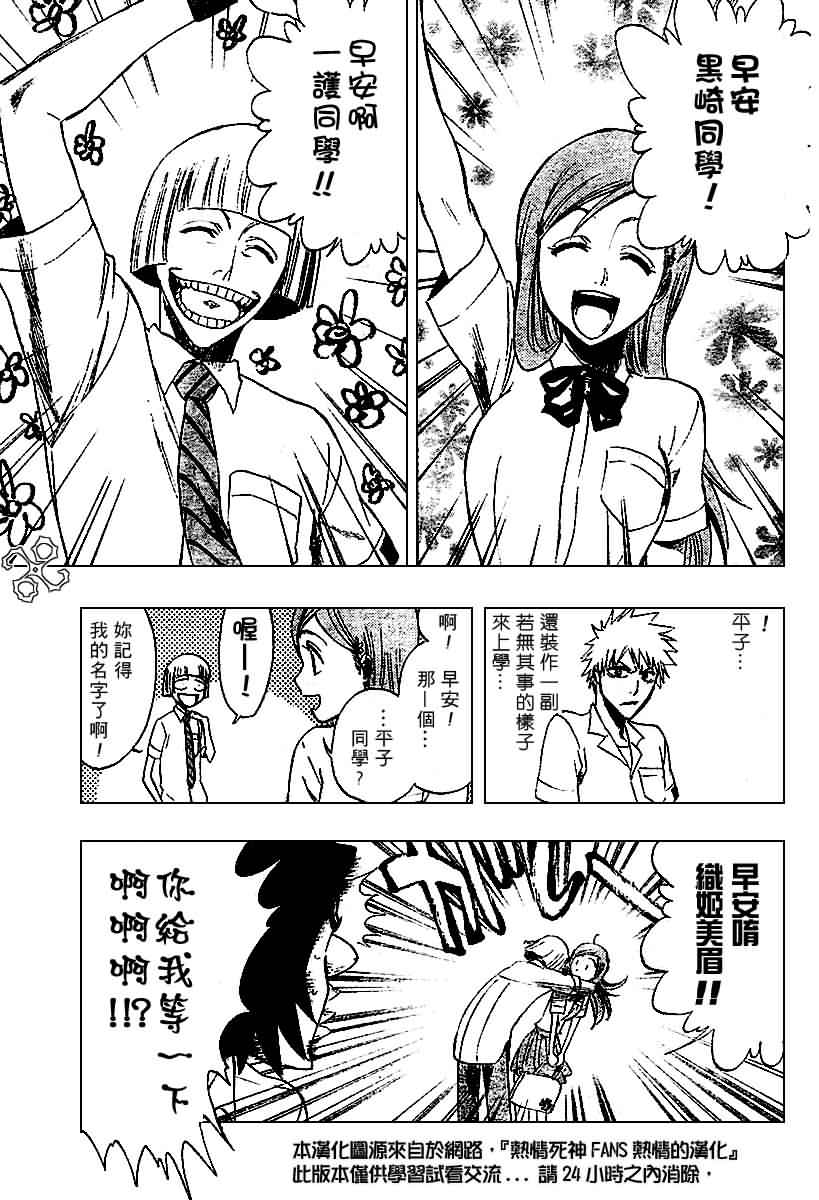 早安
黑崎同學！
早安啊
一護同學！！
！
平子…
還裝作一副
若無其事的樣子
來上學…
啊！早安！
那─個…
…平子
同學？
喔─！
妳記得
我的名字了啊！
早安唷
織姬美眉！！
你給我等一下
啊啊啊！！？
本漢化圖源來自於網路，『熱情死神FANS熱情的漢化』
此版本僅供學習試看交流...請24小時之內消除，